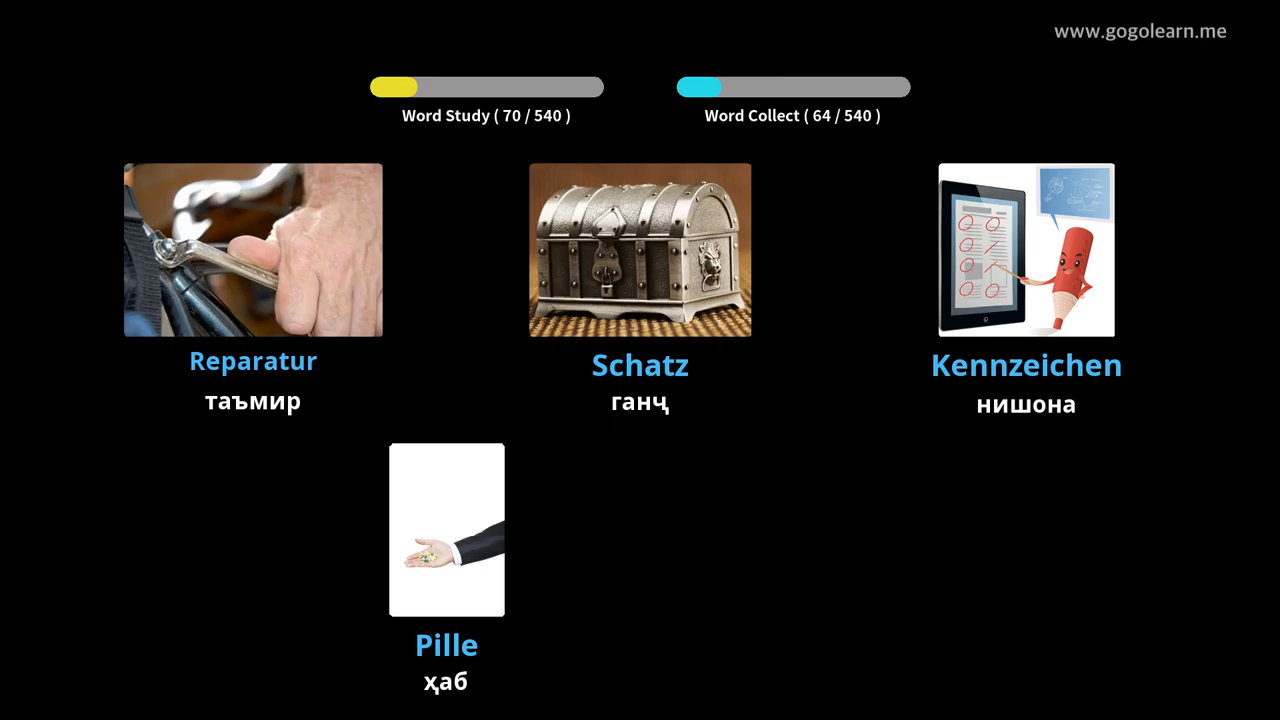 www.gogolearn.me
Word Study ( 70 / 540 )
Word Collect ( 64 / 540 )
Reparatur
таъмир
Schatz
ганҷ
Kennzeichen
нишона
Pille
ҳаб